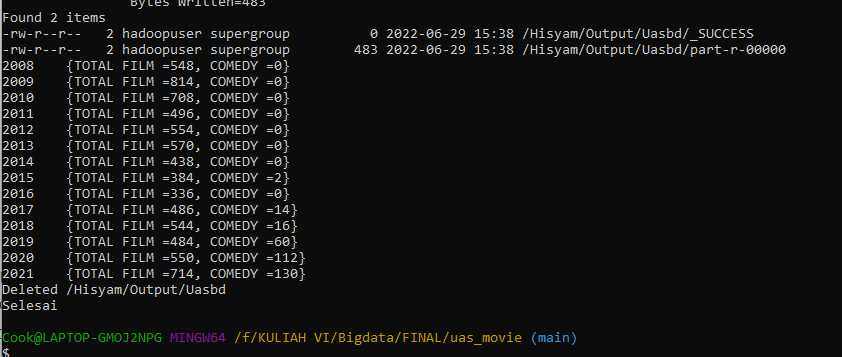 Bytes Written=483
Found 2 items
-rw-r--r--   2 hadoopuser supergroup          0 2022-06-29 15:38 /Hisyam/Output/Uasbd/_SUCCESS
-rw-r--r--   2 hadoopuser supergroup        483 2022-06-29 15:38 /Hisyam/Output/Uasbd/part-r-00000
2008    {TOTAL FILM =548, COMEDY =0}
2009    {TOTAL FILM =814, COMEDY =0}
2010    {TOTAL FILM =708, COMEDY =0}
2011    {TOTAL FILM =496, COMEDY =0}
2012    {TOTAL FILM =554, COMEDY =0}
2013    {TOTAL FILM =570, COMEDY =0}
2014    {TOTAL FILM =438, COMEDY =0}
2015    {TOTAL FILM =384, COMEDY =2}
2016    {TOTAL FILM =336, COMEDY =0}
2017    {TOTAL FILM =486, COMEDY =14}
2018    {TOTAL FILM =544, COMEDY =16}
2019    {TOTAL FILM =484, COMEDY =60}
2020    {TOTAL FILM =550, COMEDY =112}
2021    {TOTAL FILM =714, COMEDY =130}
Deleted /Hisyam/Output/Uasbd
Selesai
Cook@LAPTOP-GMOJ2NPG MINGW64 /f/KULIAH VI/Bigdata/FINAL/uas_movie (main)
$